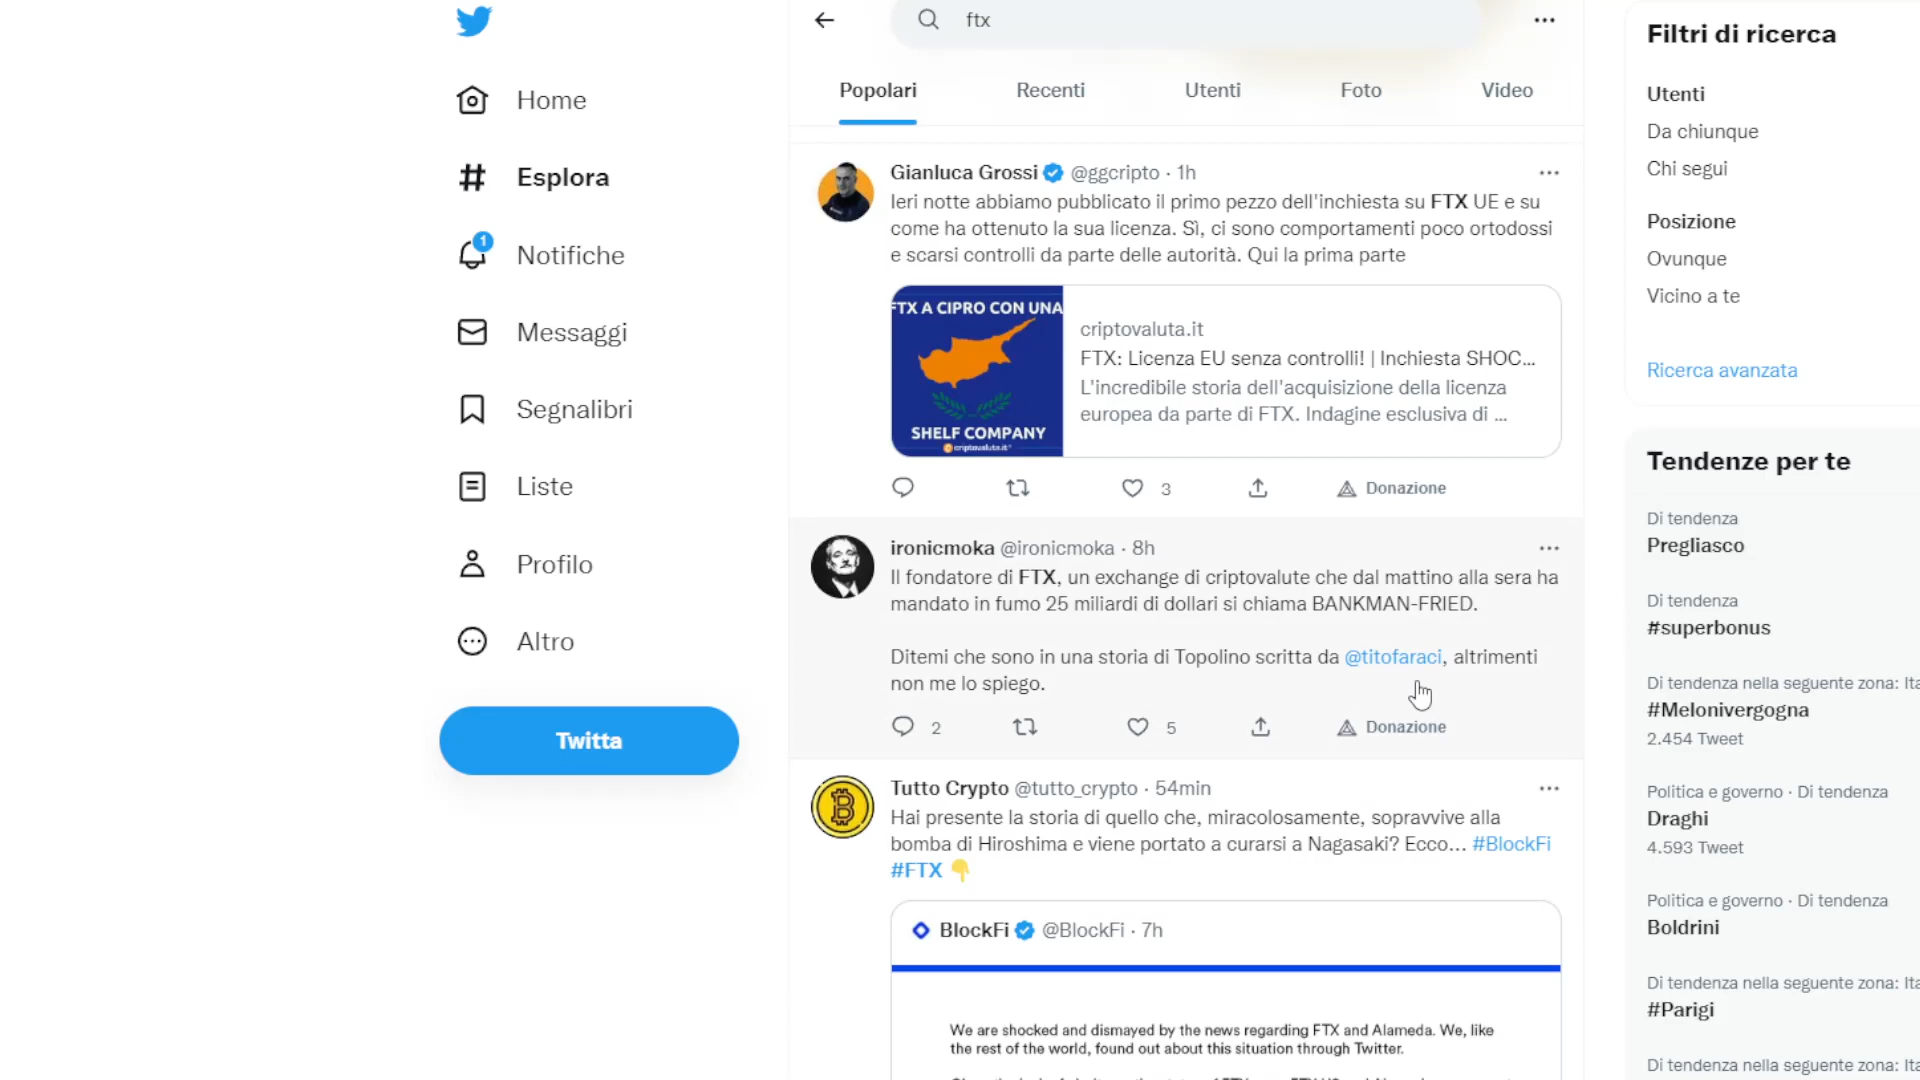 Home
Esplora
1
Notifiche
Messaggi
Segnalibri
Liste
Profilo
Altro
Twitta
ftx
Popolari
Recenti
Utenti
Foto
Video
Gianluca Grossi @ggcripto · 1h
Ieri notte abbiamo pubblicato il primo pezzo dell'inchiesta su FTX UE e su
come ha ottenuto la sua licenza. Sì, ci sono comportamenti poco ortodossi
e scarsi controlli da parte delle autorità. Qui la prima parte
FTX A CIPRO CON UNA
SHELF COMPANY
criptovaluta.it
criptovaluta.it
FTX: Licenza EU senza controlli! | Inchiesta SHOC...
L'incredibile storia dell'acquisizione della licenza
europea da parte di FTX. Indagine esclusiva di ...
3
Donazione
ironicmoka @ironicmoka · 8h
Il fondatore di FTX, un exchange di criptovalute che dal mattino alla sera ha
mandato in fumo 25 miliardi di dollari si chiama BANKMAN-FRIED.
Ditemi che sono in una storia di Topolino scritta da @titofaraci, altrimenti
non me lo spiego.
2
5
Donazione
Tutto Crypto @tutto_crypto · 54min
Hai presente la storia di quello che, miracolosamente, sopravvive alla
bomba di Hiroshima e viene portato a curarsi a Nagasaki? Ecco... #BlockFi
#FTX 👇
BlockFi @BlockFi · 7h
We are shocked and dismayed by the news regarding FTX and Alameda. We, like
the rest of the world, found out about this situation through Twitter.
Filtri di ricerca
Utenti
Da chiunque
Chi segui
Posizione
Ovunque
Vicino a te
Ricerca avanzata
Tendenze per te
Di tendenza
Pregliasco
Di tendenza
#superbonus
Di tendenza nella seguente zona: Ita
#Melonivergogna
2.454 Tweet
Politica e governo · Di tendenza
Draghi
4.593 Tweet
Politica e governo · Di tendenza
Boldrini
Di tendenza nella seguente zona: Ita
#Parigi
Di tendenza nella seguente zona: Ita